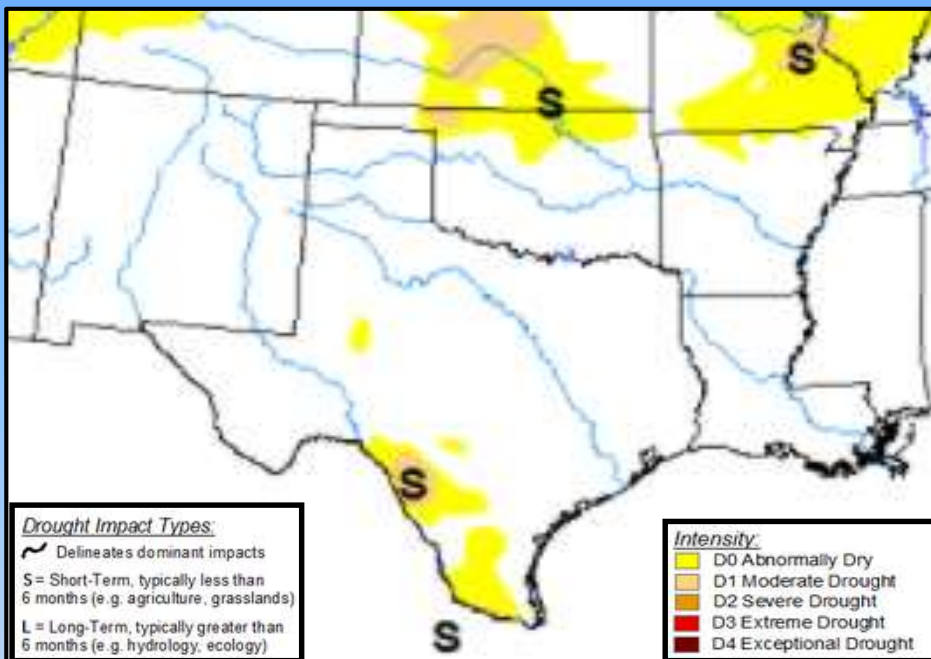 S
S
S
S
Drought Impact Types:
Delineates dominant impacts
S = Short-Term, typically less than
6 months (e.g. agriculture, grasslands)
L = Long-Term, typically greater than
6 months (e.g. hydrology, ecology)
Intensity:
D0 Abnormally Dry
D1 Moderate Drought
D2 Severe Drought
D3 Extreme Drought
D4 Exceptional Drought